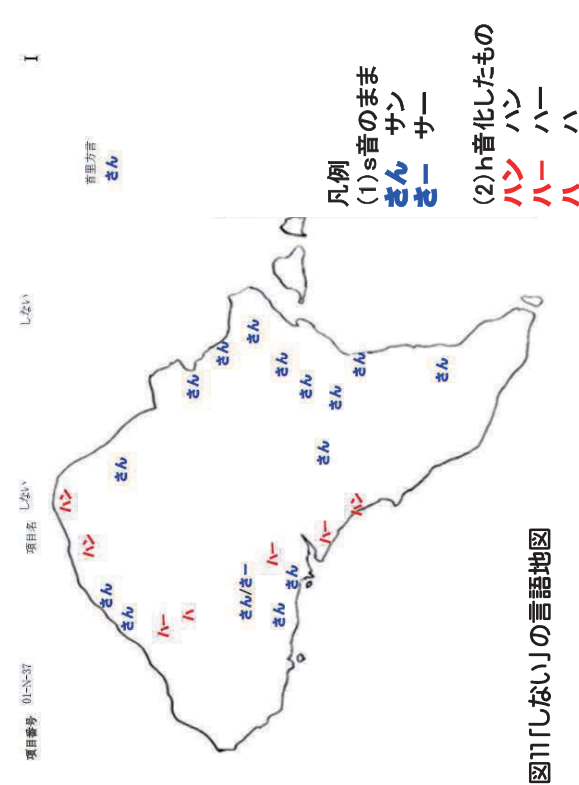 項目番号 01-N-37 項目名 しない しない I
首里方言
さん
ハン
ハン
さん
さん
さん
ハー
ハ
さん
さん
さん/さー
さん
ハー
さん
さん
さん
さん
ハー
さん
さん
ハン
さん
さん
凡例
(1)s音のまま
さん サン
さー サー
(2)h音化したもの
ハン ハン
ハー ハー
ハ ハ
図11「しない」の言語地図